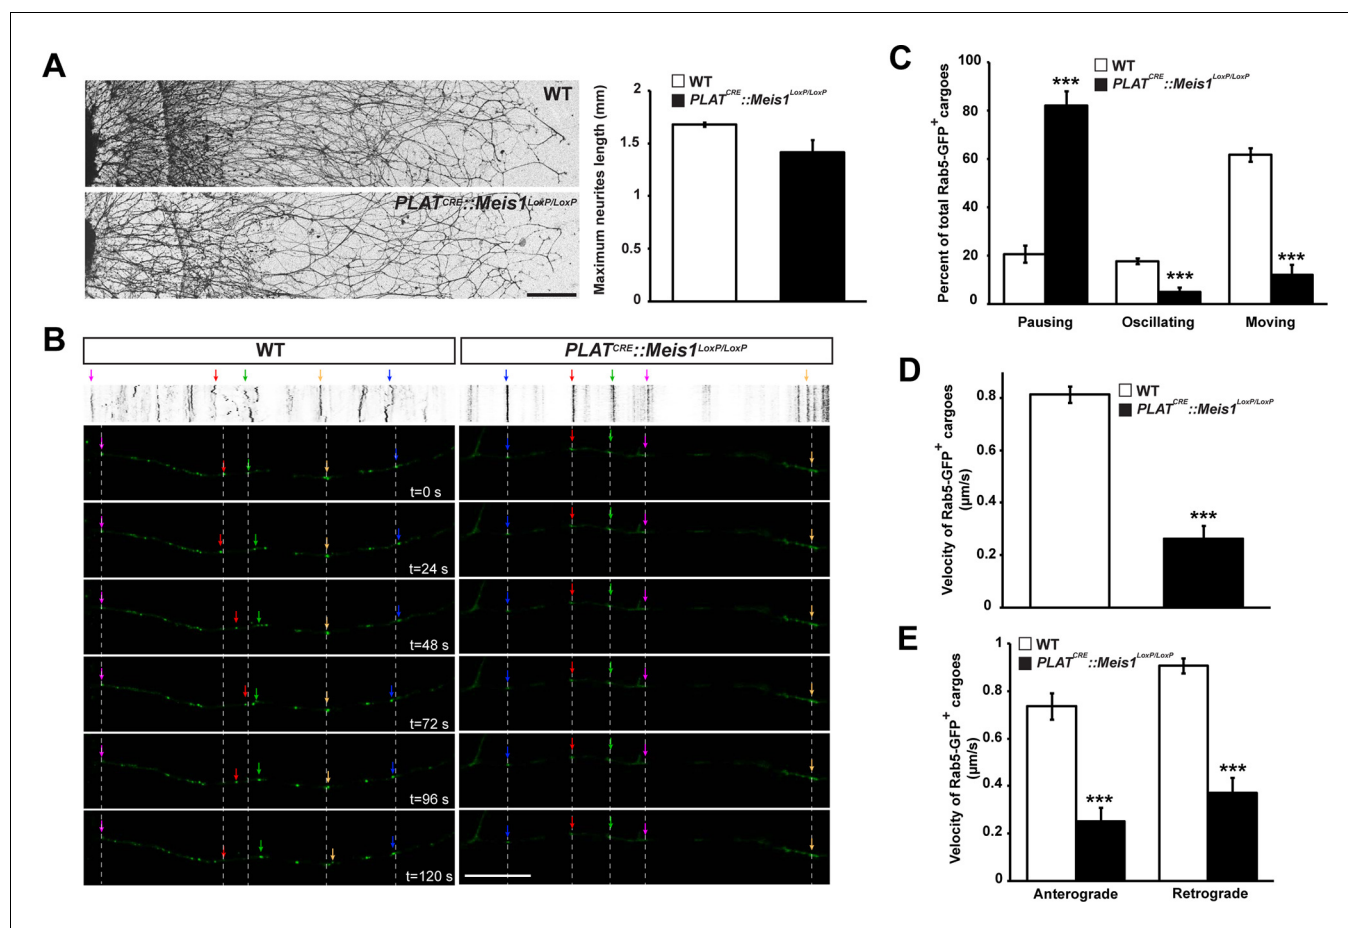 A
WT
PLATCRE::Meis1LoxP/LoxP
Maximum neurites length (mm)
WT
PLATCRE::Meis1LoxP/LoxP
2
1.5
1
0.5
0
B
WT
PLATCRE::Meis1LoxP/LoxP
t=0 s
t=24 s
t=48 s
t=72 s
t=96 s
t=120 s
C
Percent of total Rab5-GFP+ cargoes
WT
PLATCRE::Meis1LoxP/LoxP
100
80
60
40
20
0
***
***
***
Pausing
Oscillating
Moving
D
Velocity of Rab5-GFP+ cargoes
(µm/s)
WT
PLATCRE::Meis1LoxP/LoxP
0.8
0.6
0.4
0.2
0
***
E
Velocity of Rab5-GFP+ cargoes
(µm/s)
WT
PLATCRE::Meis1LoxP/LoxP
1
0.8
0.6
0.4
0.2
0
***
***
Anterograde
Retrograde